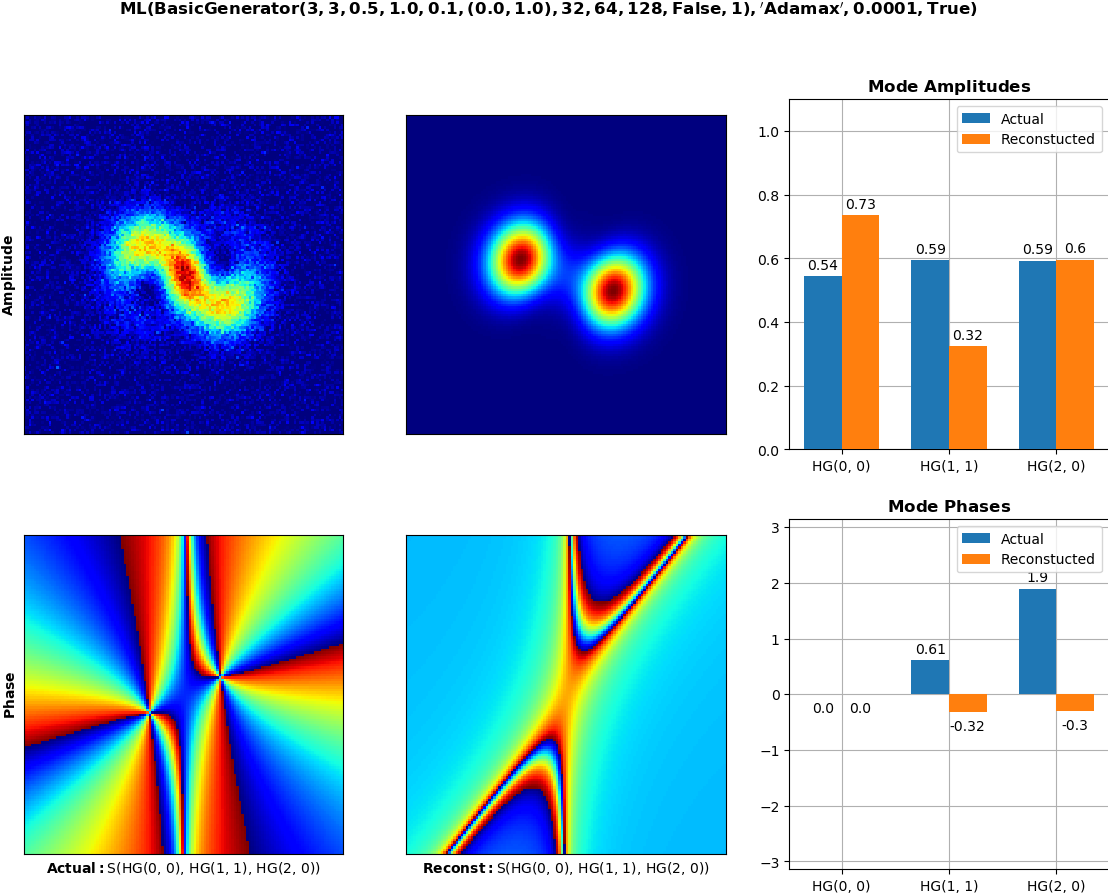 ML(BasicGenerator(3, 3, 0.5, 1.0, 0.1, (0.0, 1.0), 32, 64, 128, False, 1), ′Adamax′, 0.0001, True)
Amplitude
Mode Amplitudes
Actual
Reconstucted
1.0
0.8
0.6
0.4
0.2
0.0
0.54
0.73
0.59
0.32
0.59
0.6
HG(0, 0)
HG(1, 1)
HG(2, 0)
Phase
Actual: S(HG(0, 0), HG(1, 1), HG(2, 0))
Reconst: S(HG(0, 0), HG(1, 1), HG(2, 0))
Mode Phases
Actual
Reconstucted
3
2
1
0
−1
−2
−3
0.0
0.0
0.61
-0.32
1.9
-0.3
HG(0, 0)
HG(1, 1)
HG(2, 0)